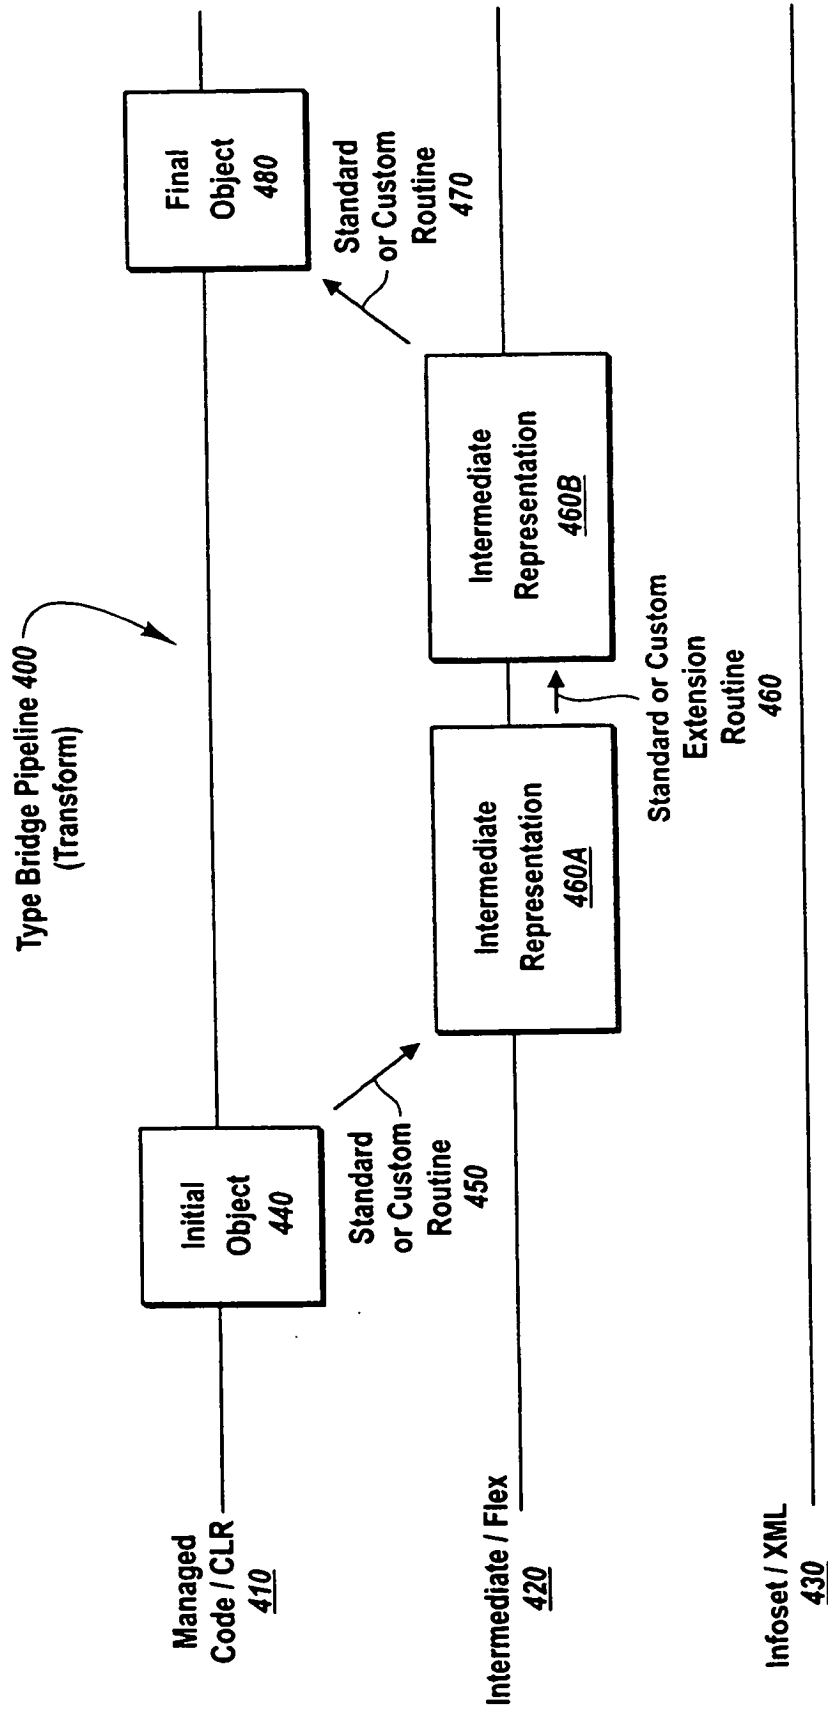 Type Bridge Pipeline 400
(Transform)
Managed
Code / CLR
410
Initial
Object
440
Final
Object
480
Standard
or Custom
Routine
450
Standard
or Custom
Routine
470
Intermediate / Flex
420
Intermediate
Representation
460A
Intermediate
Representation
460B
Standard or Custom
Extension
Routine
460
Infoset / XML
430